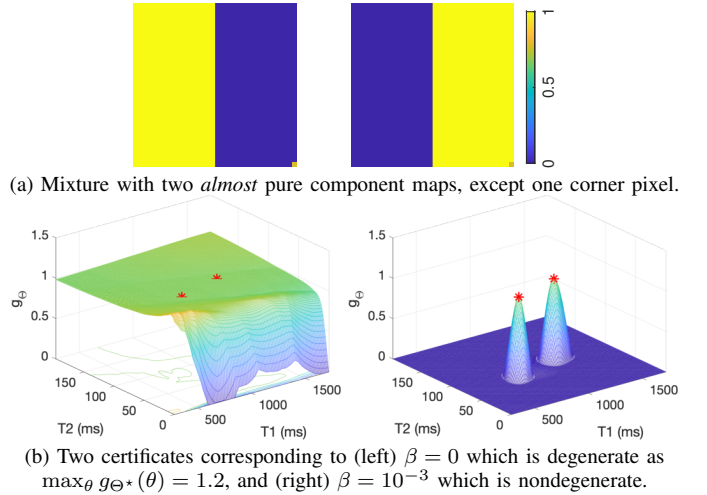 1
0.5
0
(a) Mixture with two almost pure component maps, except one corner pixel.
1.5
1
0.5
0
gΘ
150
100
50
0
T2 (ms)
500
1000
1500
T1 (ms)
1.5
1
0.5
0
gΘ
150
100
50
0
T2 (ms)
500
1000
1500
T1 (ms)
(b) Two certificates corresponding to (left) β = 0 which is degenerate as
maxθ gΘ⋆(θ) = 1.2, and (right) β = 10⁻³ which is nondegenerate.